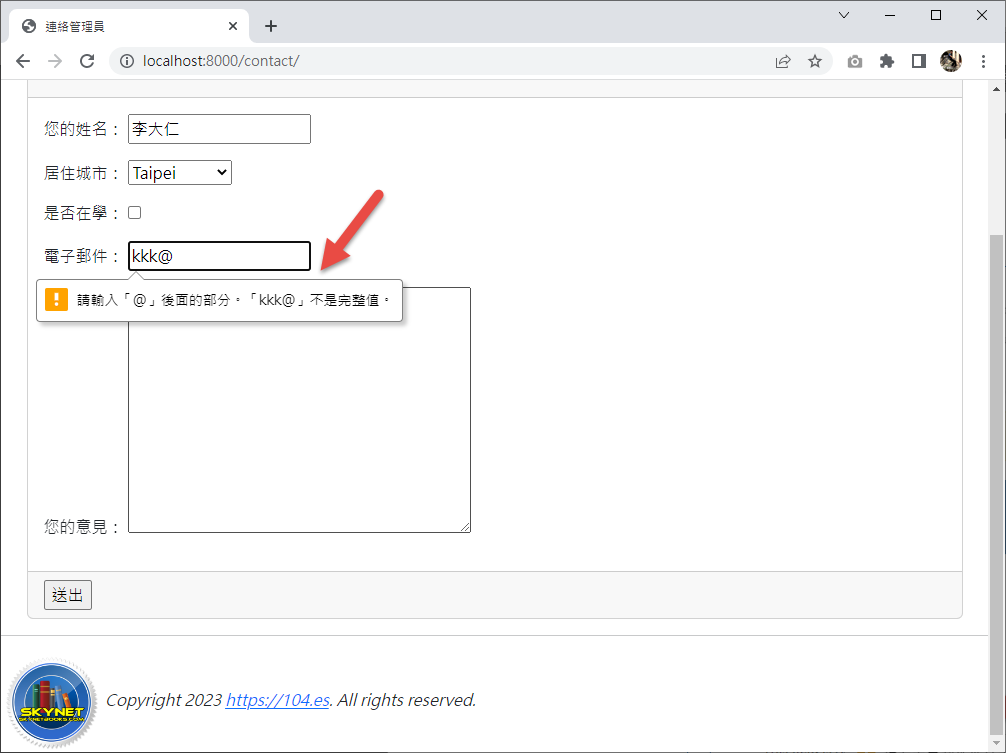 連絡管理員
localhost:8000/contact/
您的姓名： 李大仁
居住城市： Taipei
是否在學：
電子郵件： kkk@
請輸入「@」後面的部分。「kkk@」不是完整值。
您的意見：
送出
SKYNET
SKYNETBOOKS.COM
Copyright 2023 https://104.es. All rights reserved.